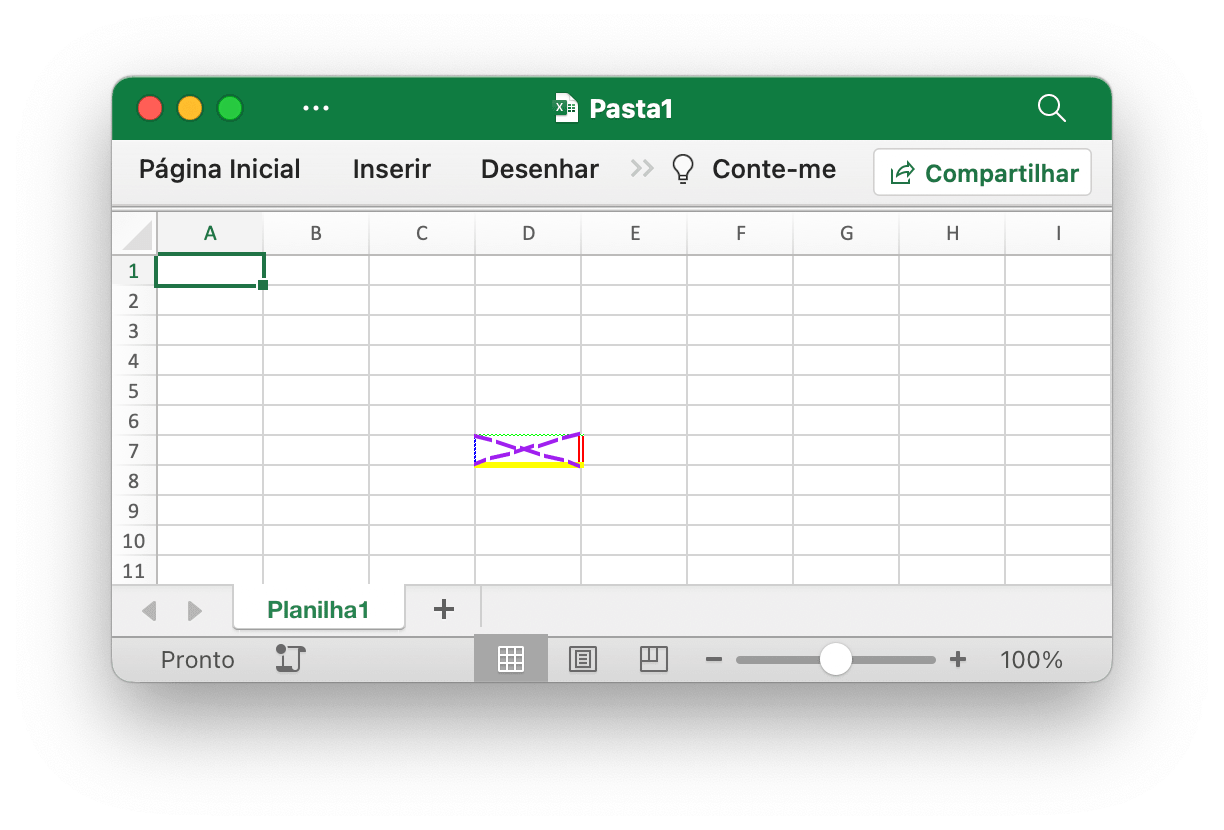 Pasta1
Página Inicial Inserir Desenhar Conte-me Compartilhar
A B C D E F G H I
1
2
3
4
5
6
7
8
9
10
11
Planilha1
Pronto 100%